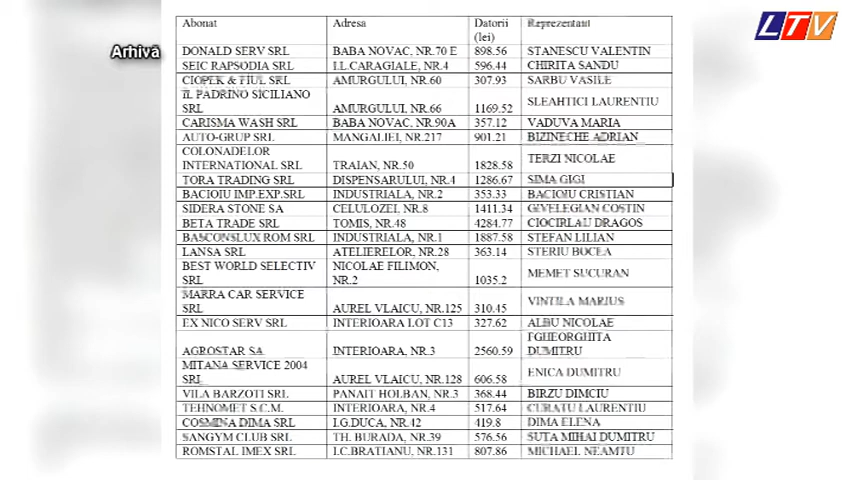 LTV
Arhivă
Abonat Adresa Datorii (lei) Reprezentant
DONALD SERV SRL BABA NOVAC, NR.70 E 898.56 STANESCU VALENTIN
SEIC RAPSODIA SRL I.L.CARAGIALE, NR.4 596.44 CHIRITA SANDU
CIOPEK & FIUL SRL AMURGULUI, NR.60 307.93 SARBU VASILE
IL PADRINO SICILIANO SRL AMURGULUI, NR.66 1169.52 SLEAHTICI LAURENTIU
CARISMA WASH SRL BABA NOVAC, NR.90A 357.12 VADUVA MARIA
AUTO-GRUP SRL MANGALIEI, NR.217 901.21 BIZINECHE ADRIAN
COLONADELOR INTERNATIONAL SRL TRAIAN, NR.50 1828.58 TERZI NICOLAE
TORA TRADING SRL DISPENSARULUI, NR.4 1286.67 SIMA GIGI
BACIOIU IMP.EXP.SRL INDUSTRIALA, NR.2 353.33 BACIOIU CRISTIAN
SIDERA STONE SA CELULOZEI, NR.8 1411.34 GIVELEGIAN COSTIN
BETA TRADE SRL TOMIS, NR.48 4284.77 CIOCIRLAU DRAGOS
BASCONSLUX ROM SRL INDUSTRIALA, NR.1 1887.58 STEFAN LILIAN
LANSA SRL ATELIERELOR, NR.28 363.14 STERIU BOCEA
BEST WORLD SELECTIV SRL NICOLAE FILIMON, NR.2 1035.2 MEMET SUCURAN
MARRA CAR SERVICE SRL AUREL VLAICU, NR.125 310.45 VINTILA MARIUS
EX NICO SERV SRL INTERIOARA LOT C13 327.62 ALBU NICOLAE
AGROSTAR SA INTERIOARA, NR.3 2560.59 DUMITRU
MITANA SERVICE 2004 SRL AUREL VLAICU, NR.128 606.58 ENICA DUMITRU
VILA BARZOTI SRL PANAIT HOLBAN, NR.3 368.44 BIRZU DIMCIU
TEHNOMET S.C.M. INTERIOARA, NR.4 517.64 CURATU LAURENTIU
COSMINA DIMA SRL I.G.DUCA, NR.42 419.8 DIMA ELENA
SANGYM CLUB SRL TH. BURADA, NR.39 576.56 SUTA MIHAI DUMITRU
ROMSTAL IMEX SRL I.C.BRATIANU, NR.131 807.86 MICHAEL NEAMTU